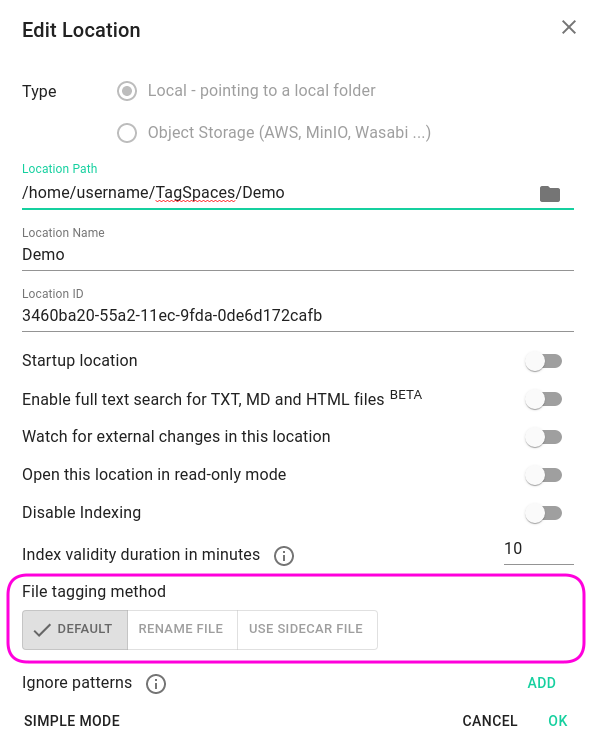 Edit Location
Type
Local - pointing to a local folder
Object Storage (AWS, MinIO, Wasabi ...)
Location Path
/home/username/TagSpaces/Demo
Location Name
Demo
Location ID
3460ba20-55a2-11ec-9fda-0de6d172cafb
Startup location
Enable full text search for TXT, MD and HTML files BETA
Watch for external changes in this location
Open this location in read-only mode
Disable Indexing
Index validity duration in minutes 10
File tagging method
DEFAULT RENAME FILE USE SIDECAR FILE
Ignore patterns ADD
SIMPLE MODE CANCEL OK